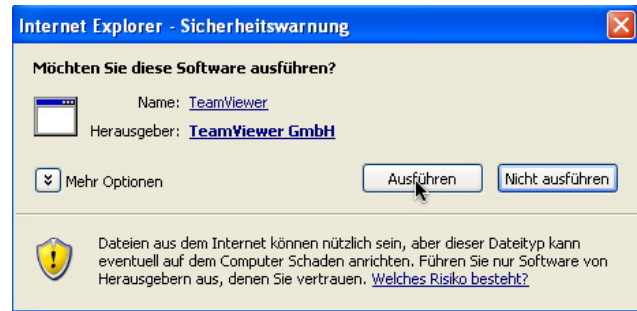 Internet Explorer - Sicherheitswarnung
Möchten Sie diese Software ausführen?
Name: TeamViewer
Herausgeber: TeamViewer GmbH
Mehr Optionen
Ausführen
Nicht ausführen
Dateien aus dem Internet können nützlich sein, aber dieser Dateityp kann
eventuell auf dem Computer Schaden anrichten. Führen Sie nur Software von
Herausgebern aus, denen Sie vertrauen. Welches Risiko besteht?